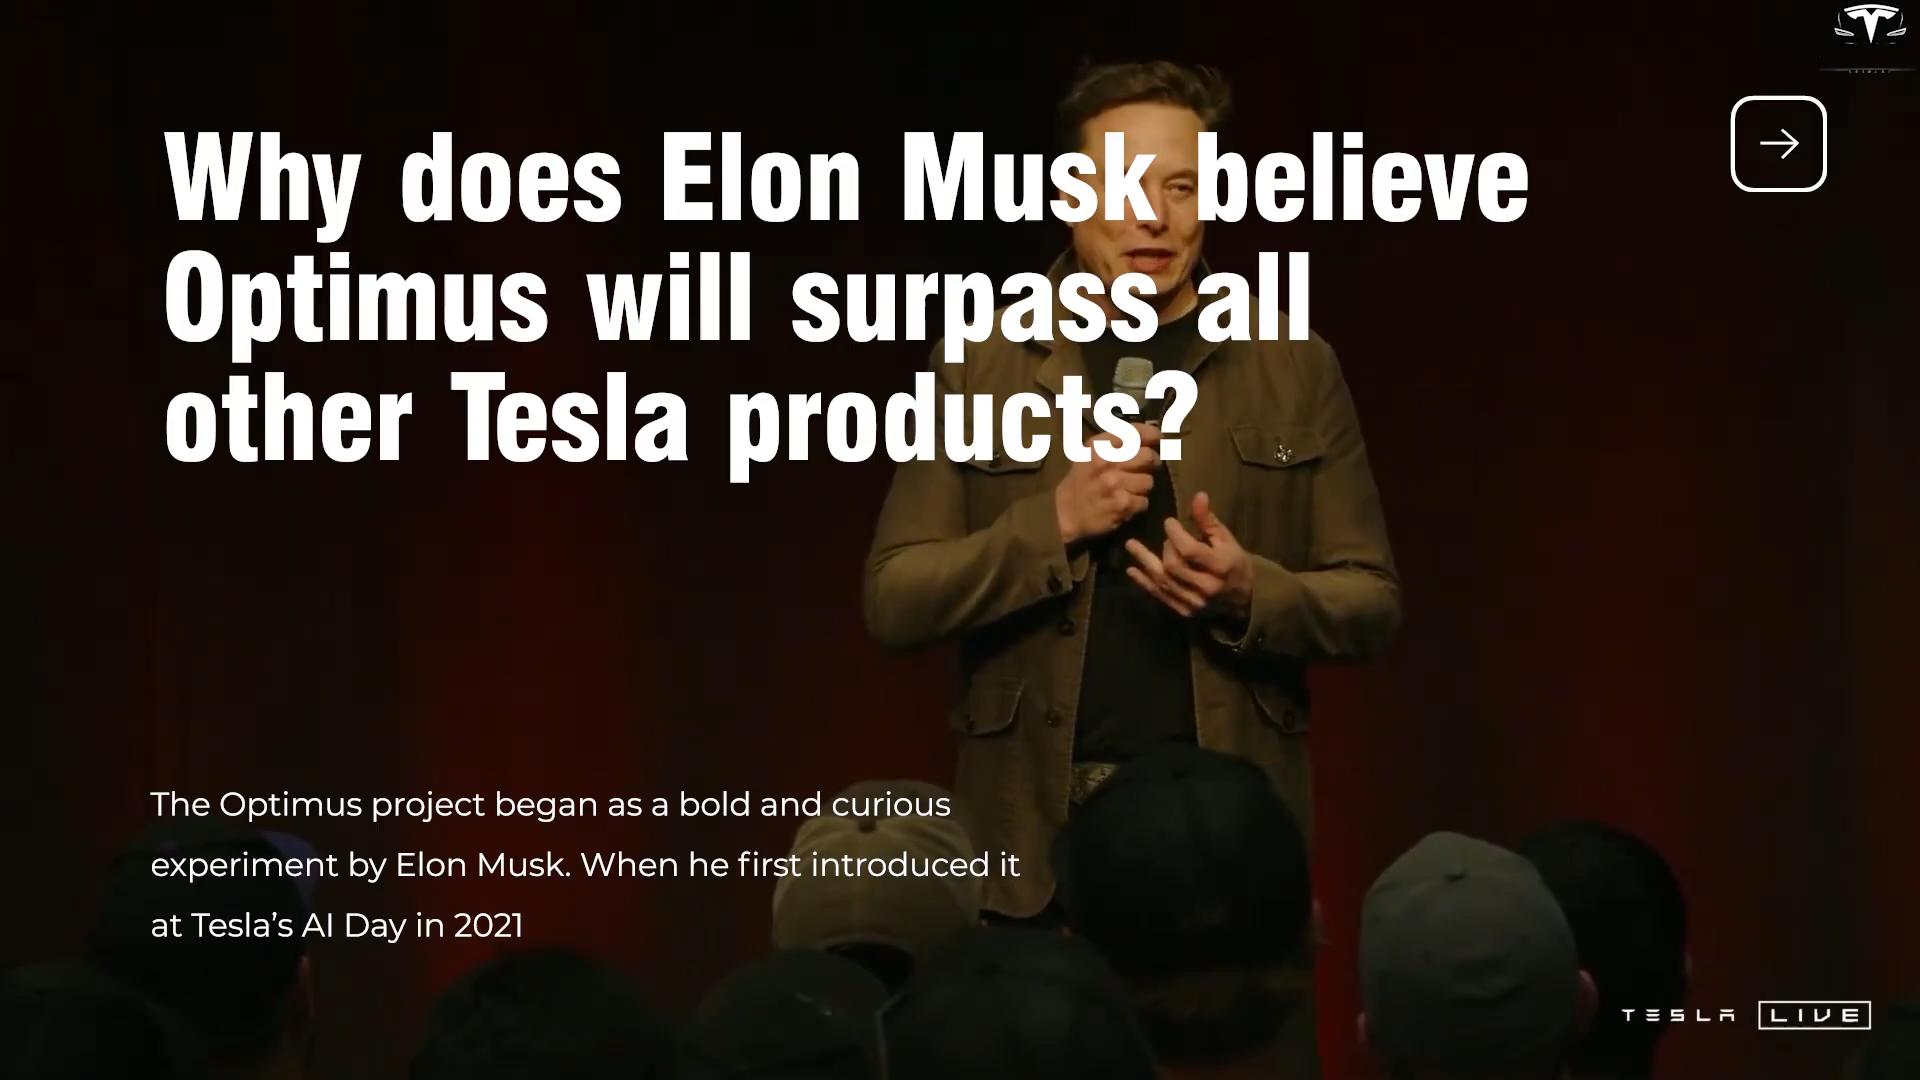 Why does Elon Musk believe
Optimus will surpass all
other Tesla products?
The Optimus project began as a bold and curious
experiment by Elon Musk. When he first introduced it
at Tesla’s AI Day in 2021
TESLA LIVE